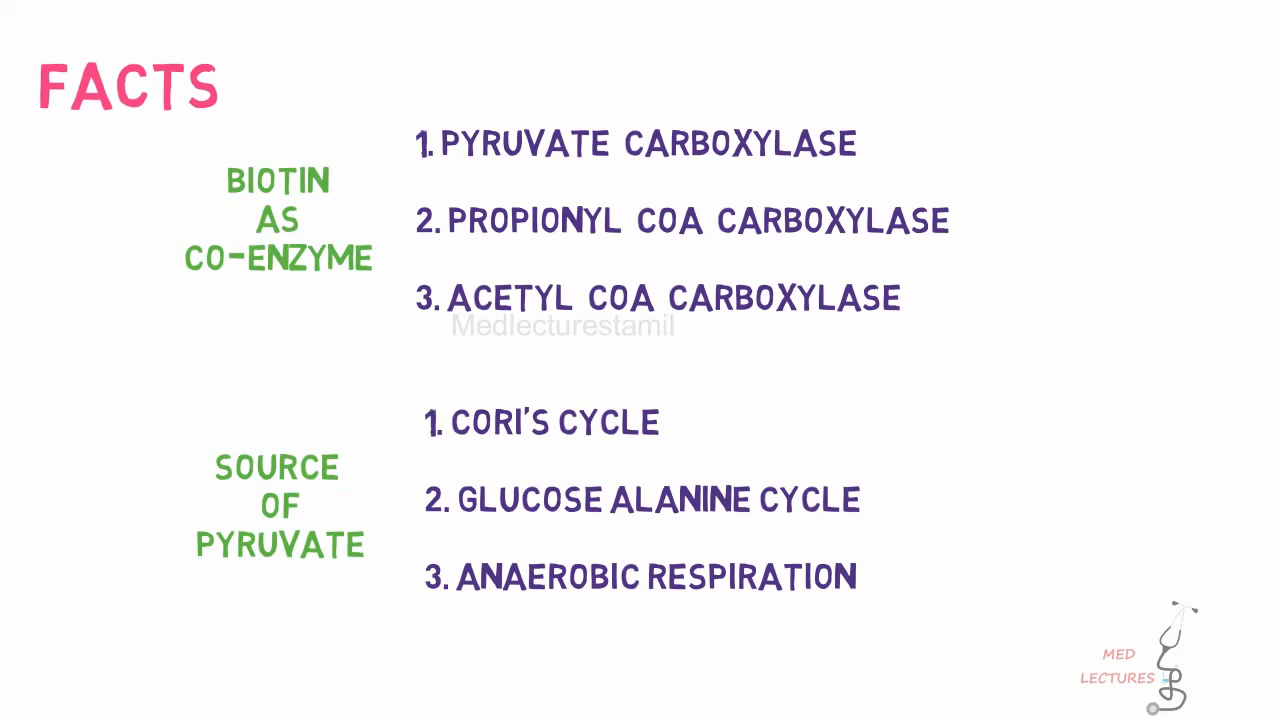 FACTS
BIOTIN
AS
CO-ENZYME
1. PYRUVATE CARBOXYLASE
2. PROPIONYL COA CARBOXYLASE
3. ACETYL COA CARBOXYLASE
Medlecturestamil
SOURCE
OF
PYRUVATE
1. CORI'S CYCLE
2. GLUCOSE ALANINE CYCLE
3. ANAEROBIC RESPIRATION
MED
LECTURES